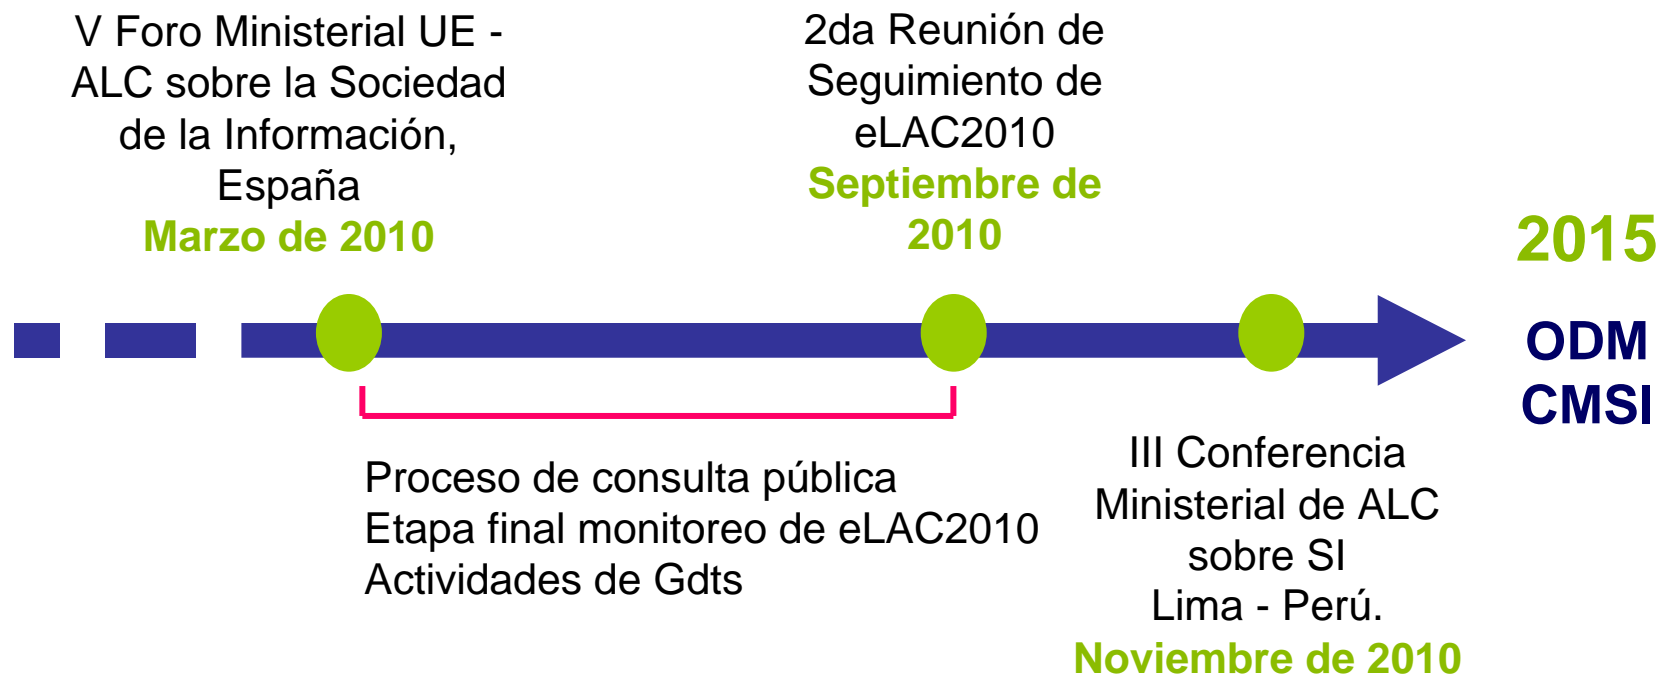 V Foro Ministerial UE -
ALC sobre la Sociedad
de la Información,
España
Marzo de 2010
2da Reunión de
Seguimiento de
eLAC2010
Septiembre de
2010
2015
ODM
CMSI
Proceso de consulta pública
Etapa final monitoreo de eLAC2010
Actividades de Gdts
III Conferencia
Ministerial de ALC
sobre SI
Lima - Perú.
Noviembre de 2010